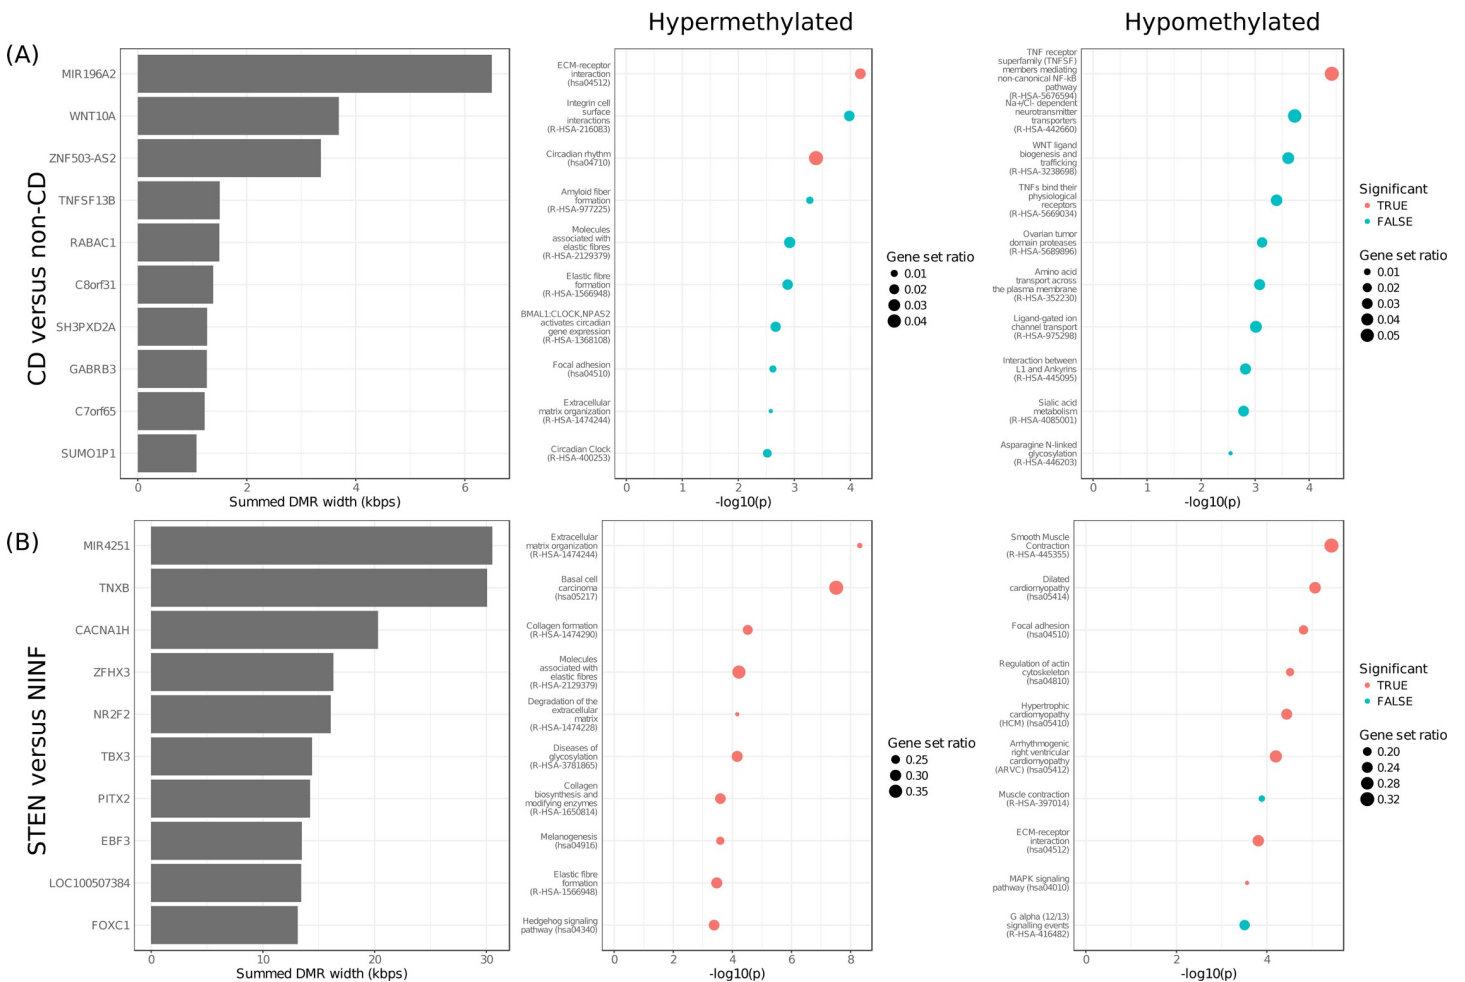 Hypermethylated
Hypomethylated
(A)
CD versus non-CD
MIR196A2
WNT10A
ZNF503-AS2
TNFSF13B
RABAC1
C8orf31
SH3PXD2A
GABRB3
C7orf65
SUMO1P1
0 2 4 6
Summed DMR width (kbps)
ECM-receptor
interaction
(hsa04512)
Integrin cell
surface
interactions
(R-HSA-216083)
Circadian rhythm
(hsa04710)
Amyloid fiber
formation
(R-HSA-977225)
Molecules
associated with
elastic fibres
(R-HSA-2129379)
Elastic fibre
formation
(R-HSA-1566948)
BMAL1:CLOCK,NPAS2
activates circadian
gene expression
(R-HSA-1368108)
Focal adhesion
(hsa04510)
Extracellular
matrix organization
(R-HSA-1474244)
Circadian Clock
(R-HSA-400253)
0 1 2 3 4
-log10(p)
Gene set ratio
0.01
0.02
0.03
0.04
TNF receptor
superfamily (TNFSF)
members mediating
non-canonical NF-kB
pathway
(R-HSA-5676594)
Na+/Cl- dependent
neurotransmitter
transporters
(R-HSA-442660)
WNT ligand
biogenesis and
trafficking
(R-HSA-3238698)
TNFs bind their
physiological
receptors
(R-HSA-5669034)
Ovarian tumor
domain proteases
(R-HSA-5689896)
Amino acid
transport across
the plasma membrane
(R-HSA-352230)
Ligand-gated ion
channel transport
(R-HSA-975298)
Interaction between
L1 and Ankyrins
(R-HSA-445095)
Sialic acid
metabolism
(R-HSA-4085001)
Asparagine N-linked
glycosylation
(R-HSA-446203)
0 1 2 3 4
-log10(p)
Significant
TRUE
FALSE
Gene set ratio
0.01
0.02
0.03
0.04
0.05
(B)
STEN versus NINF
MIR4251
TNXB
CACNA1H
ZFHX3
NR2F2
TBX3
PITX2
EBF3
LOC100507384
FOXC1
0 10 20 30
Summed DMR width (kbps)
Extracellular
matrix organization
(R-HSA-1474244)
Basal cell
carcinoma
(hsa05217)
Collagen formation
(R-HSA-1474290)
Molecules
associated with
elastic fibres
(R-HSA-2129379)
Degradation of the
extracellular
matrix
(R-HSA-1474228)
Diseases of
glycosylation
(R-HSA-3781865)
Collagen
biosynthesis and
modifying enzymes
(R-HSA-1650814)
Melanogenesis
(hsa04916)
Elastic fibre
formation
(R-HSA-1566948)
Hedgehog signaling
pathway (hsa04340)
0 2 4 6 8
-log10(p)
Gene set ratio
0.25
0.30
0.35
Smooth Muscle
Contraction
(R-HSA-445355)
Dilated
cardiomyopathy
(hsa05414)
Focal adhesion
(hsa04510)
Regulation of actin
cytoskeleton
(hsa04810)
Hypertrophic
cardiomyopathy
(HCM) (hsa05410)
Arrhythmogenic
right ventricular
cardiomyopathy
(ARVC) (hsa05412)
Muscle contraction
(R-HSA-397014)
ECM-receptor
interaction
(hsa04512)
MAPK signaling
pathway (hsa04010)
G alpha (12/13)
signalling events
(R-HSA-416482)
0 2 4
-log10(p)
Significant
TRUE
FALSE
Gene set ratio
0.20
0.24
0.28
0.32